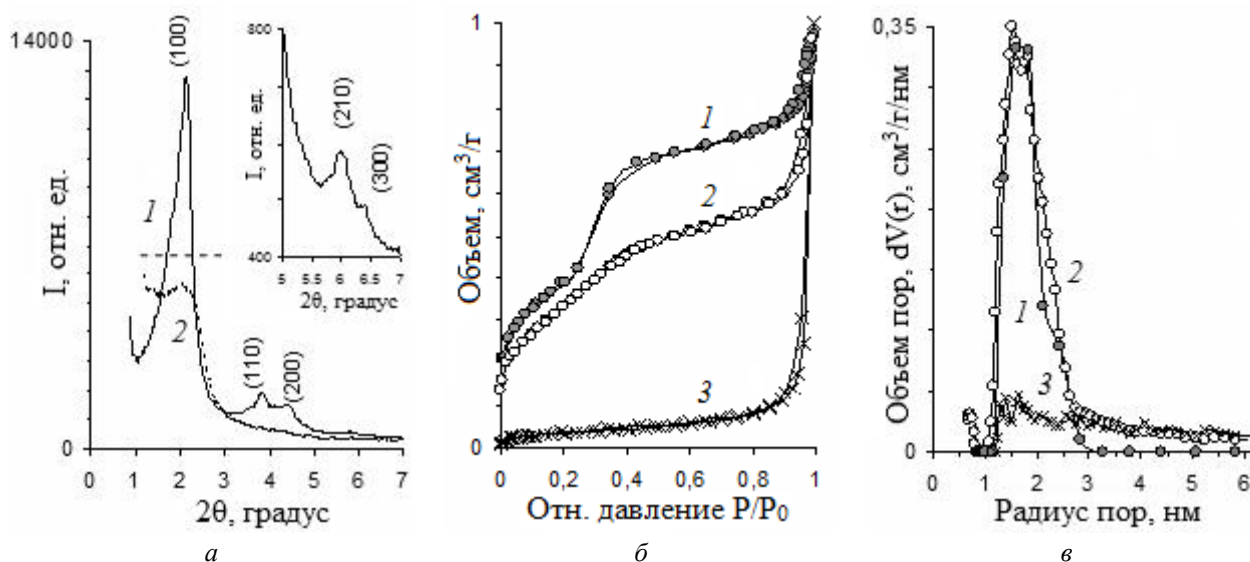 14000
I, отн. ед.
0
(100)
1
2
(110)
(200)
0 1 2 3 4 5 6 7
2θ, градус
800
I, отн. ед.
400
(210)
(300)
5 5.5 6 6.5 7
2θ, градус
а
1
Объем, см³/г
0
1
2
3
0 0,2 0,4 0,6 0,8 1
Отн. давление P/P₀
б
0,35
Объем пор, dV(r), см³/г/нм
0
2
1
3
0 1 2 3 4 5 6
Радиус пор, нм
в